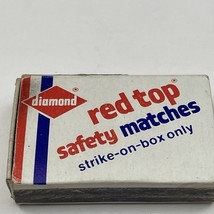 diamond®
red top®
safety matches
strike-on-box only